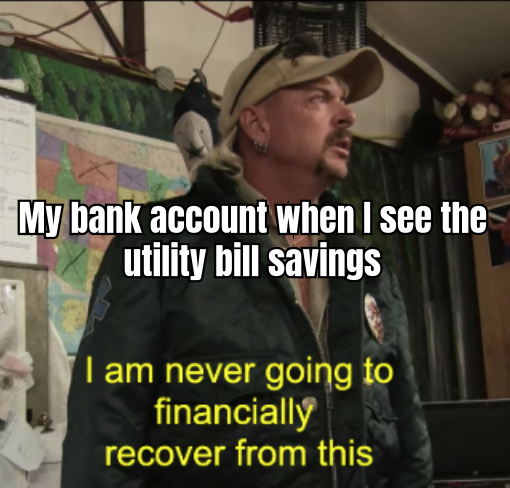 My bank account when I see the
utility bill savings
I am never going to
financially
recover from this